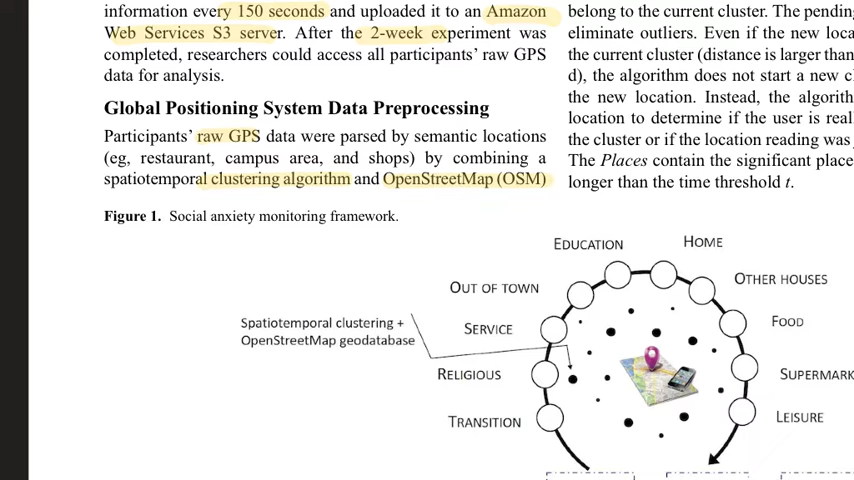 information every 150 seconds and uploaded it to an Amazon
Web Services S3 server. After the 2-week experiment was
completed, researchers could access all participants' raw GPS
data for analysis.
Global Positioning System Data Preprocessing
Participants' raw GPS data were parsed by semantic locations
(eg, restaurant, campus area, and shops) by combining a
spatiotemporal clustering algorithm and OpenStreetMap (OSM)
belong to the current cluster. The
eliminate outliers. Even if the new
the current cluster (distance is larger than
d), the algorithm does not start a new
the new location. Instead, the
location to determine if the user is
the cluster or if the location reading was
The Places contain the significant
longer than the time threshold t.
Figure 1. Social anxiety monitoring framework.
EDUCATION
HOME
OUT OF TOWN
OTHER HOUSES
Spatiotemporal clustering +
OpenStreetMap geodatabase
SERVICE
FOOD
RELIGIOUS
TRANSITION
LEISURE